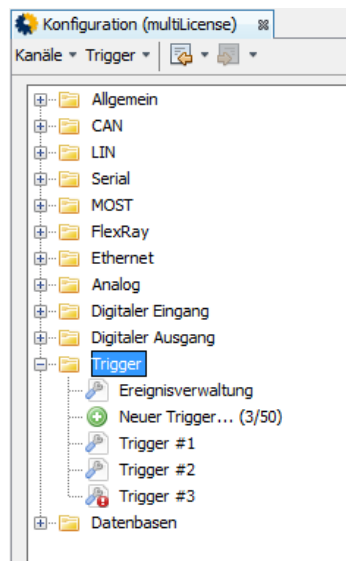 Konfiguration (multiLicense)
Kanäle Trigger
Allgemein
CAN
LIN
Serial
MOST
FlexRay
Ethernet
Analog
Digitaler Eingang
Digitaler Ausgang
Trigger
Ereignisverwaltung
Neuer Trigger... (3/50)
Trigger #1
Trigger #2
Trigger #3
Datenbasen